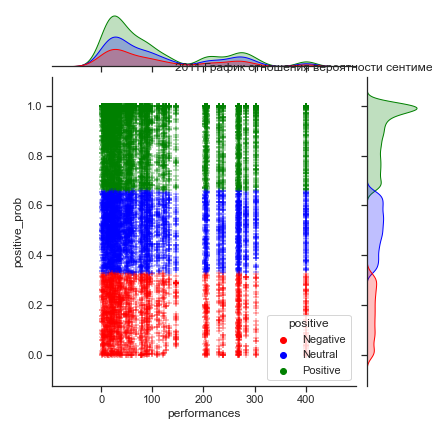 2011 График отношения вероятности сентиме
1.0
0.8
0.6
0.4
0.2
0.0
positive_prob
0
100
200
300
400
performances
positive
Negative
Neutral
Positive